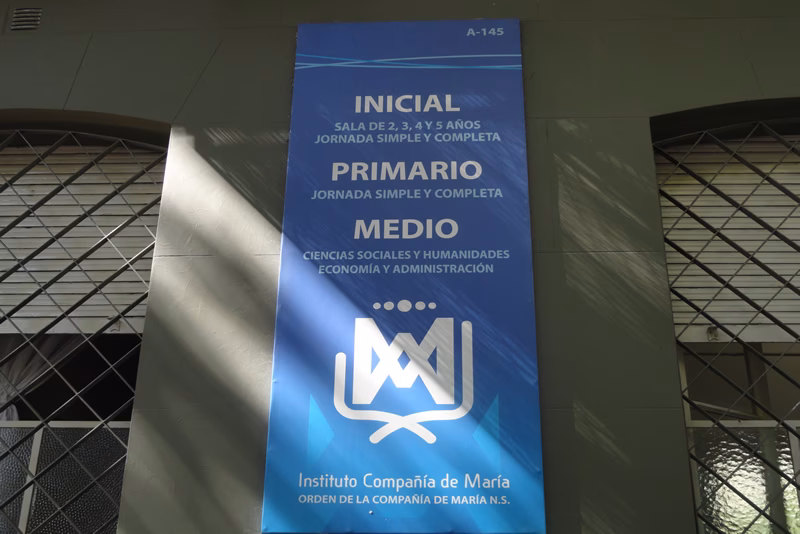 A-145
INICIAL
SALA DE 2, 3, 4 Y 5 AÑOS
JORNADA SIMPLE Y COMPLETA
PRIMARIO
JORNADA SIMPLE Y COMPLETA
MEDIO
CIENCIAS SOCIALES Y HUMANIDADES
ECONOMÍA Y ADMINISTRACIÓN
Instituto Compañía de María
ORDEN DE LA COMPAÑÍA DE MARÍA N.S.